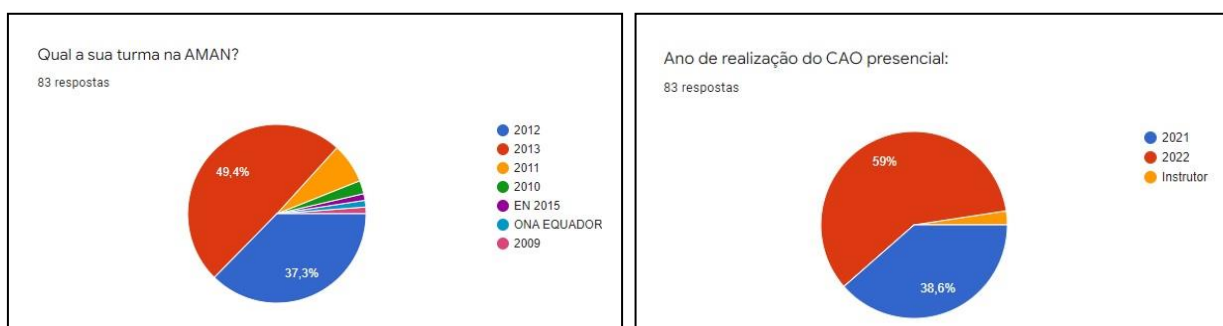 Qual a sua turma na AMAN?
83 respostas
49,4%
37,3%
2012
2013
2011
2010
EN 2015
ONA EQUADOR
2009
Ano de realização do CAO presencial:
83 respostas
59%
38,6%
2021
2022
Instrutor